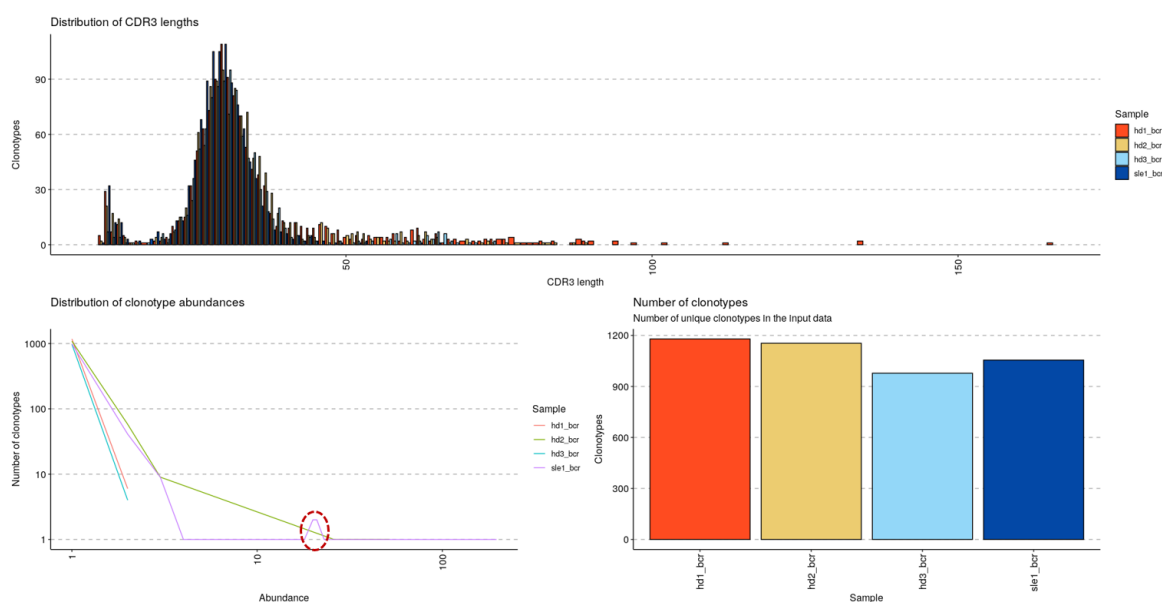 Distribution of CDR3 lengths
Clonotypes
90
60
30
0
50
100
150
CDR3 length
Sample
hd1_bcr
hd2_bcr
hd3_bcr
sle1_bcr
Distribution of clonotype abundances
Number of clonotypes
1000
100
10
1
1
10
100
Abundance
Sample
hd1_bcr
hd2_bcr
hd3_bcr
sle1_bcr
Number of clonotypes
Number of unique clonotypes in the input data
Clonotypes
1200
900
600
300
0
hd1_bcr
hd2_bcr
hd3_bcr
sle1_bcr
Sample